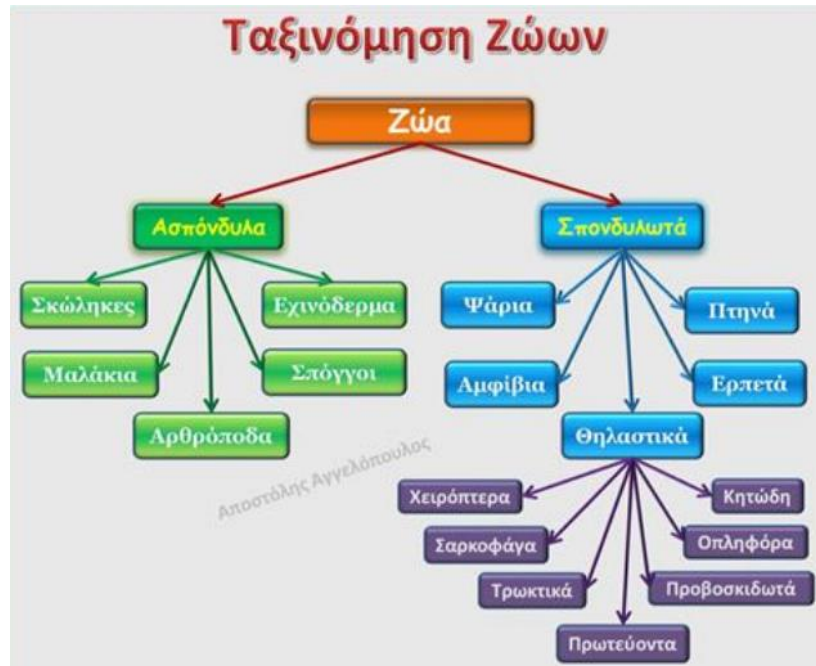 Ταξινόμηση Ζώων
Ζώα
Ασπόνδυλα
Σπονδυλωτά
Σκώληκες
Εχινόδερμα
Μαλάκια
Σπόγγοι
Αρθρόποδα
Ψάρια
Πτηνά
Αμφίβια
Ερπετά
Θηλαστικά
Χειρόπτερα
Κητώδη
Σαρκοφάγα
Οπληφόρα
Τρωκτικά
Προβοσκιδωτά
Πρωτεύοντα
Αποστόλης Αγγελόπουλος